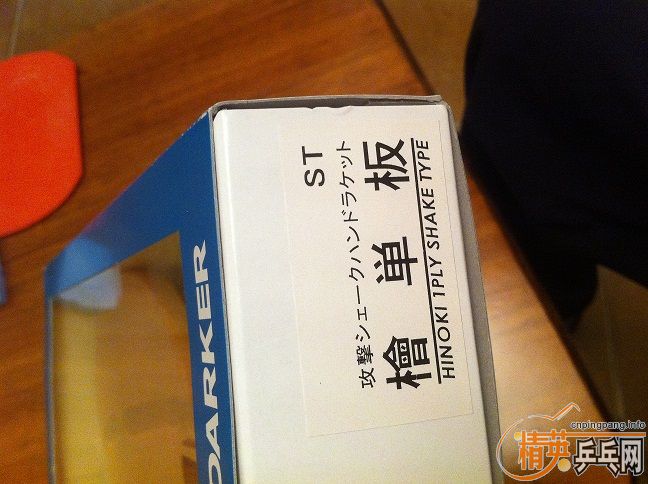 DARKER
攻撃シェークハンドラケット ST
檜単板
HINOKI 1PLY SHAKE TYPE
cnpingpang.info
精英乒乓网